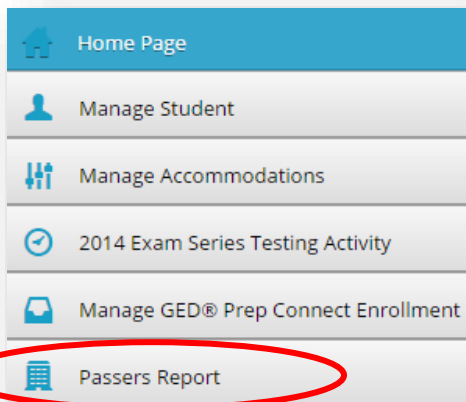 Home Page
Manage Student
Manage Accommodations
2014 Exam Series Testing Activity
Manage GED® Prep Connect Enrollment
Passers Report